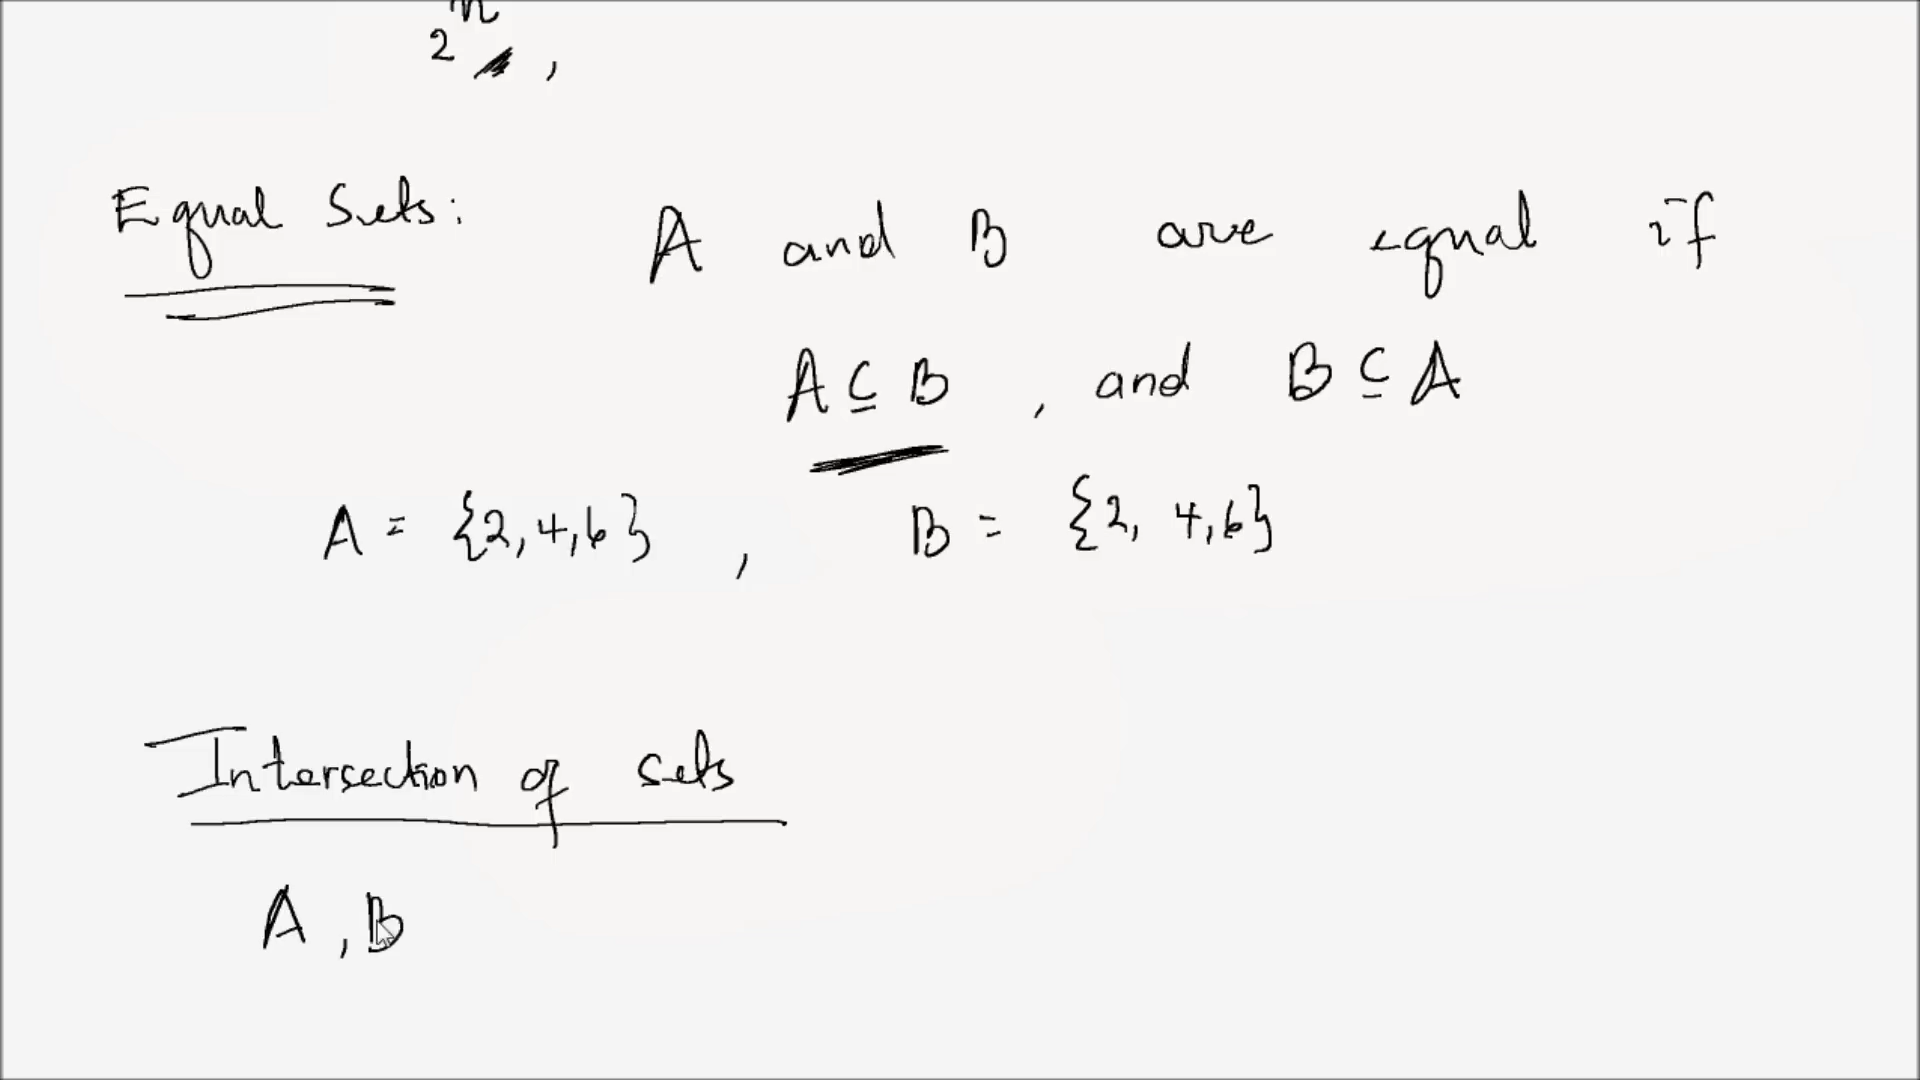 2^n ,
Equal Sets: A and B are equal if
A ⊆ B , and B ⊆ A
A = {2,4,6} , B = {2, 4,6}
Intersection of sets
A , B